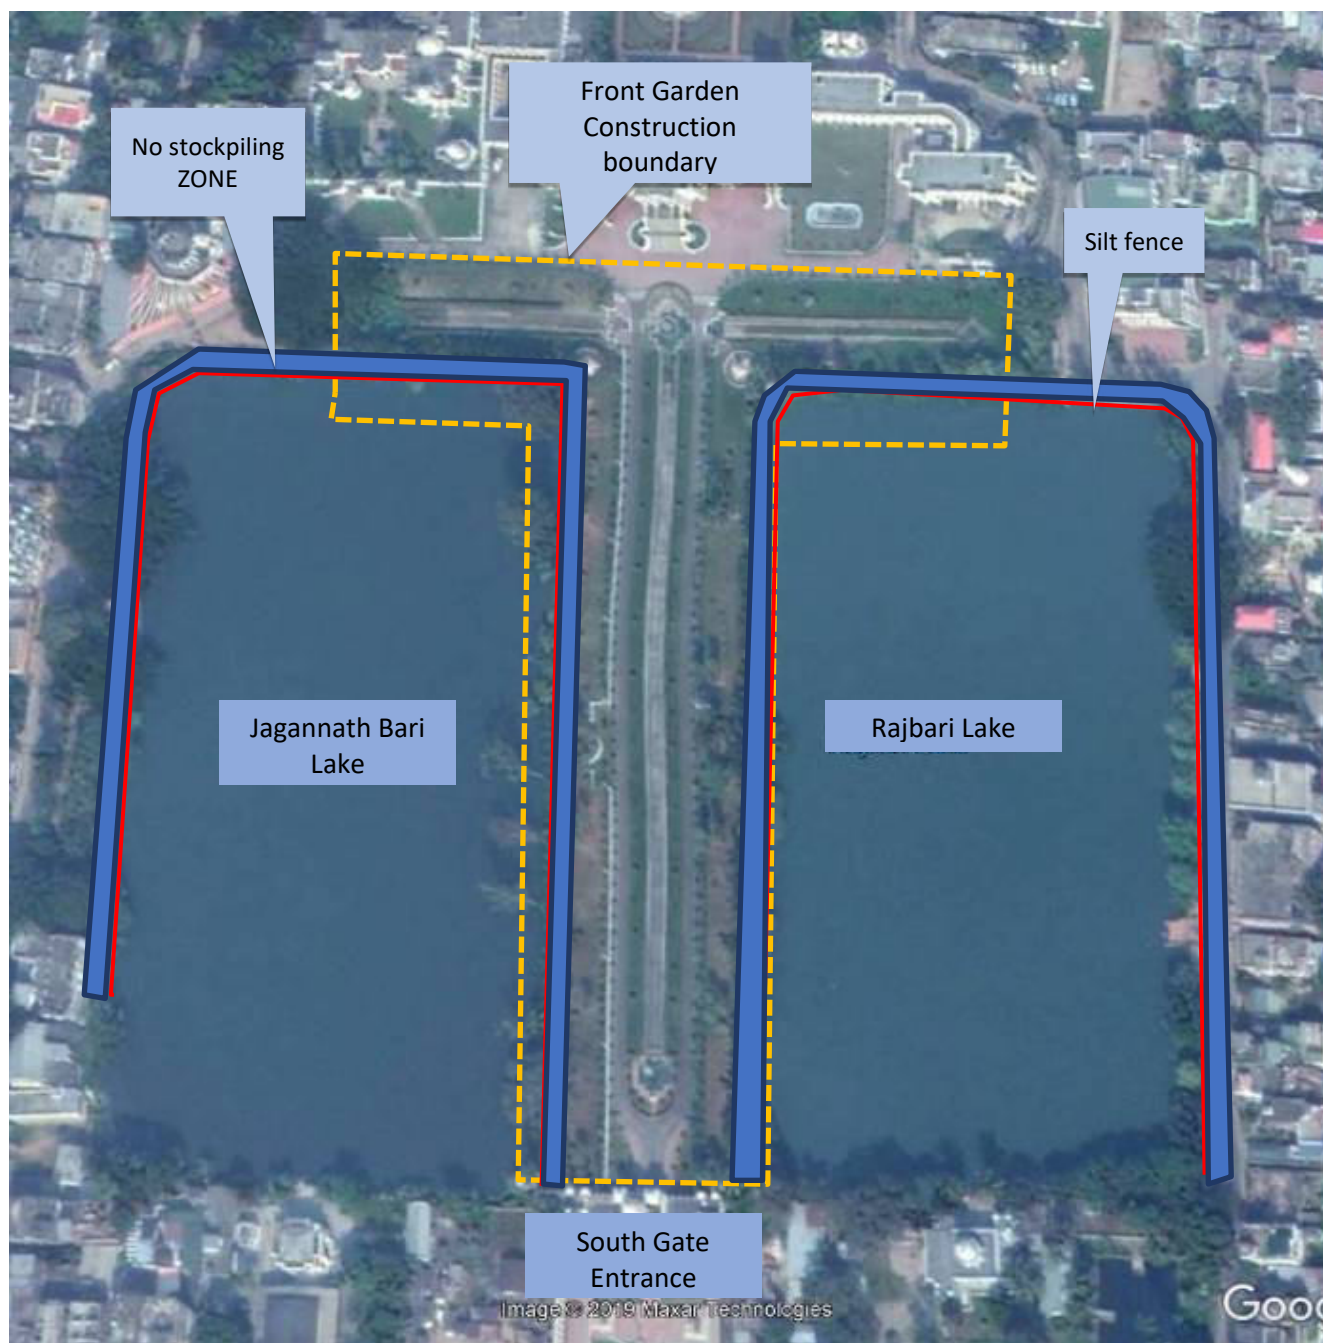 Front Garden
Construction
boundary
No stockpiling
ZONE
Silt fence
Jagannath Bari
Lake
Rajbari Lake
South Gate
Entrance
Image © 2019 Maxar Technologies
Goo